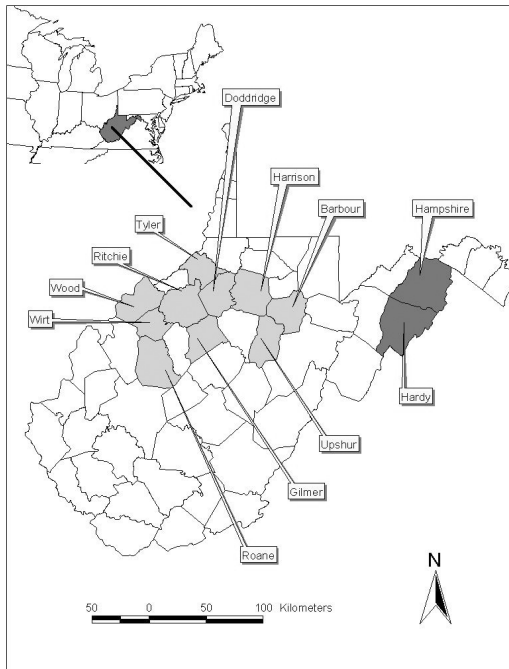 Doddridge
Harrison
Barbour
Hampshire
Tyler
Ritchie
Wood
Wirt
Hardy
Upshur
Gilmer
Roane
N
50 0 50 100 Kilometers